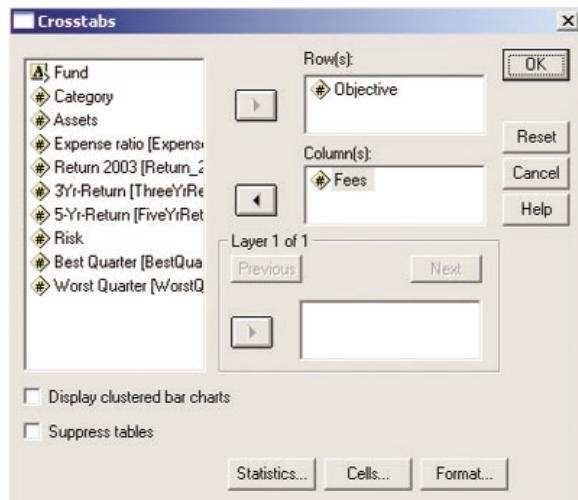 Crosstabs
Fund
Category
Assets
Expense ratio [Expens
Return 2003 [Return_2
3Yr-Return [ThreeYrRe
5-Yr-Return [FiveYrRet
Risk
Best Quarter [BestQua
Worst Quarter [WorstQ
Row(s):
Objective
Column(s):
Fees
Layer 1 of 1
Previous
Next
OK
Reset
Cancel
Help
Display clustered bar charts
Suppress tables
Statistics...
Cells...
Format...